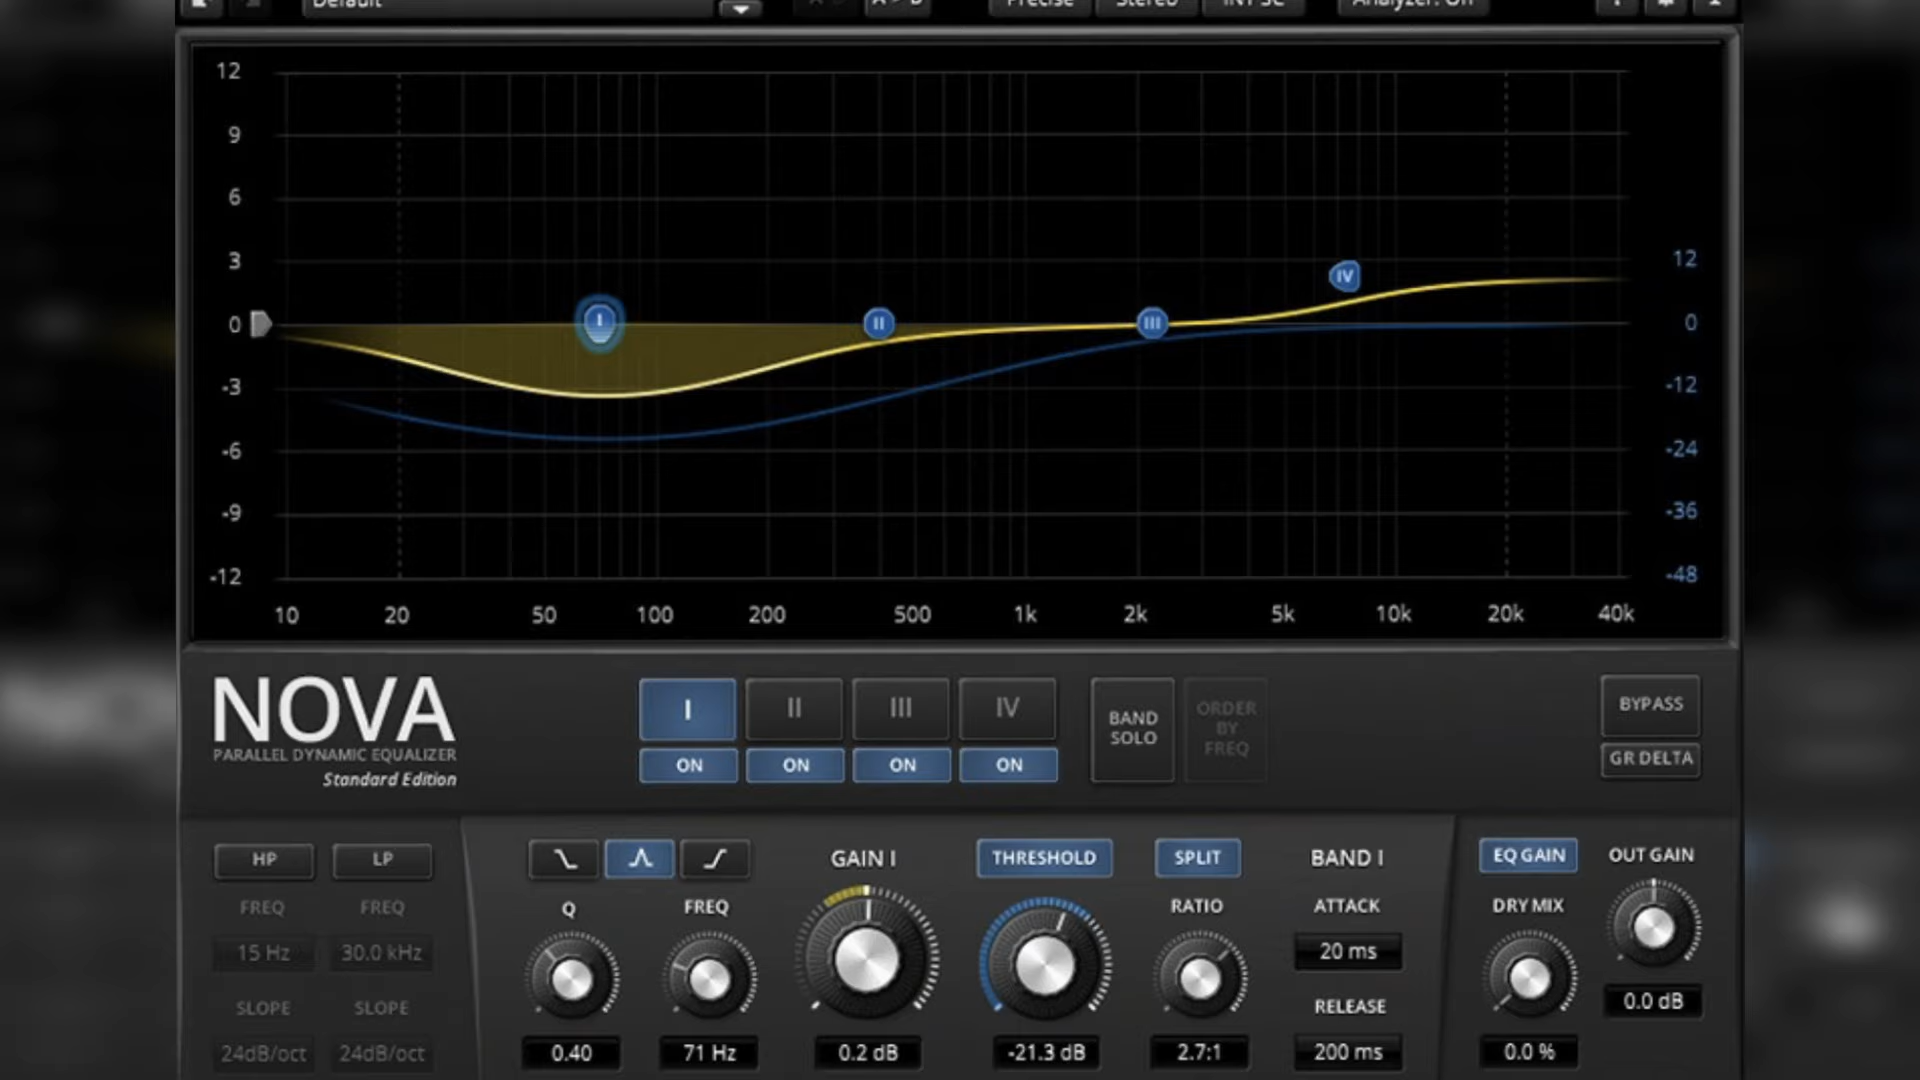 Default A > B Precise Stereo Analyzer: Off
12
9
6
3
0
-3
-6
-9
-12
12
0
-12
-24
-36
-48
I II III IV
10 20 50 100 200 500 1k 2k 5k 10k 20k 40k
NOVA
PARALLEL DYNAMIC EQUALIZER
Standard Edition
I II III IV
ON ON ON ON
BAND
SOLO
ORDER
BY
FREQ
BYPASS
GR DELTA
HP LP
FREQ FREQ
15 Hz 30.0 kHz
SLOPE SLOPE
24dB/oct 24dB/oct
Q FREQ
0.40 71 Hz
GAIN I
0.2 dB
THRESHOLD
-21.3 dB
SPLIT
RATIO
2.7:1
BAND I
ATTACK
20 ms
RELEASE
200 ms
EQ GAIN
DRY MIX
0.0 %
OUT GAIN
0.0 dB